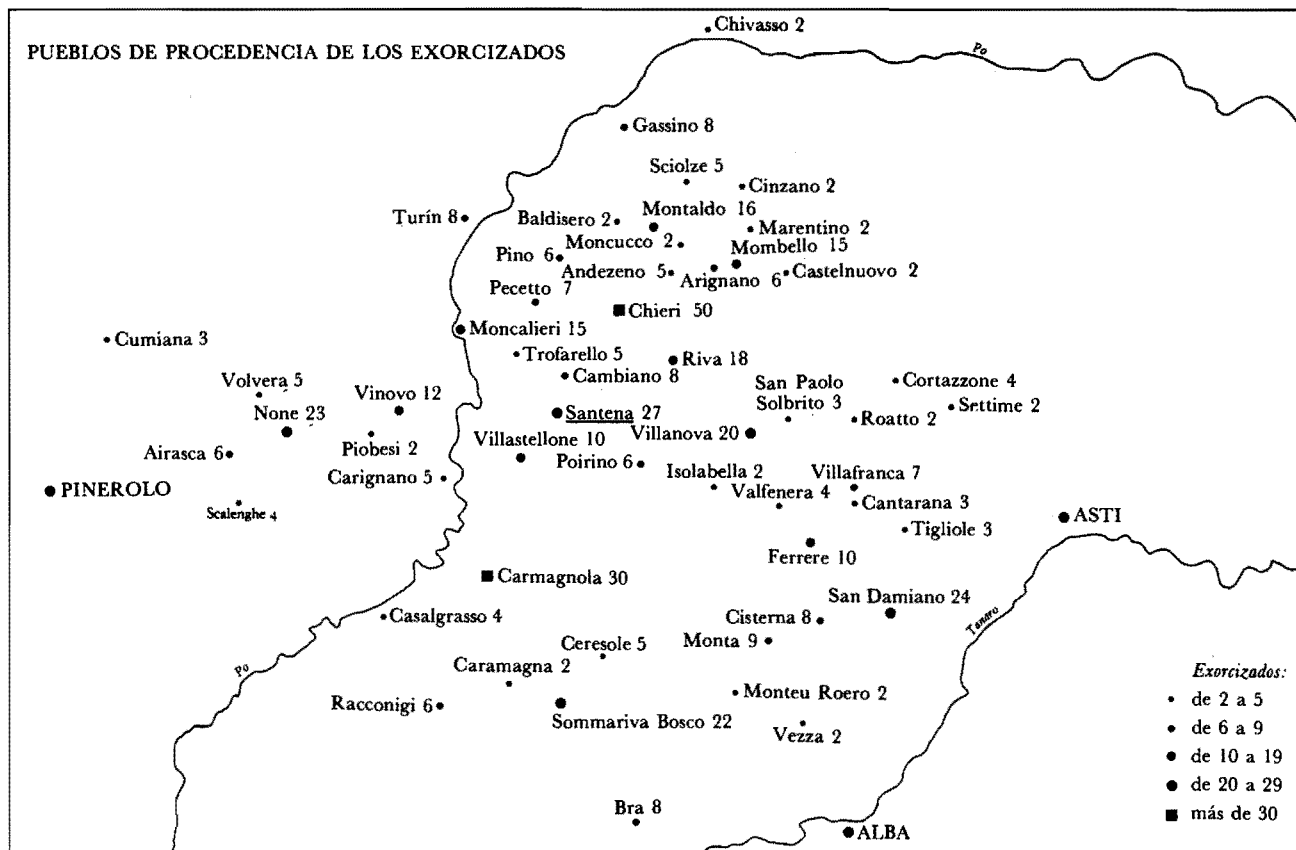 Chivasso 2
PUEBLOS DE PROCEDENCIA DE LOS EXORCIZADOS
Po
Gassino 8
Sciolze 5
Cinzano 2
Montaldo 16
Turín 8
Baldisero 2
Marentino 2
Moncucco 2
Mombello 15
Pino 6
Andezeno 5
Arignano 6
Castelnuovo 2
Pecetto 7
Chieri 50
Moncalieri 15
Cumiana 3
Trofarello 5
Riva 18
Cambiano 8
Volvera 5
Vinovo 12
San Paolo
Solbrito 3
Cortazzone 4
Settime 2
None 23
Santena 27
Roatto 2
Villanova 20
Villastellone 10
Piobesi 2
Airasca 6
Poirino 6
Carignano 5
Isolabella 2
Villafranca 7
PINEROLO
Valfenera 4
Cantarana 3
Scalenghe 4
ASTI
Tigliole 3
Ferrere 10
Carmagnola 30
San Damiano 24
Casalgrasso 4
Cisterna 8
Tanaro
Monta 9
Ceresole 5
Po
Caramagna 2
Monteu Roero 2
Racconigi 6
Sommariva Bosco 22
Vezza 2
Bra 8
ALBA
Exorcizados:
de 2 a 5
de 6 a 9
de 10 a 19
de 20 a 29
más de 30